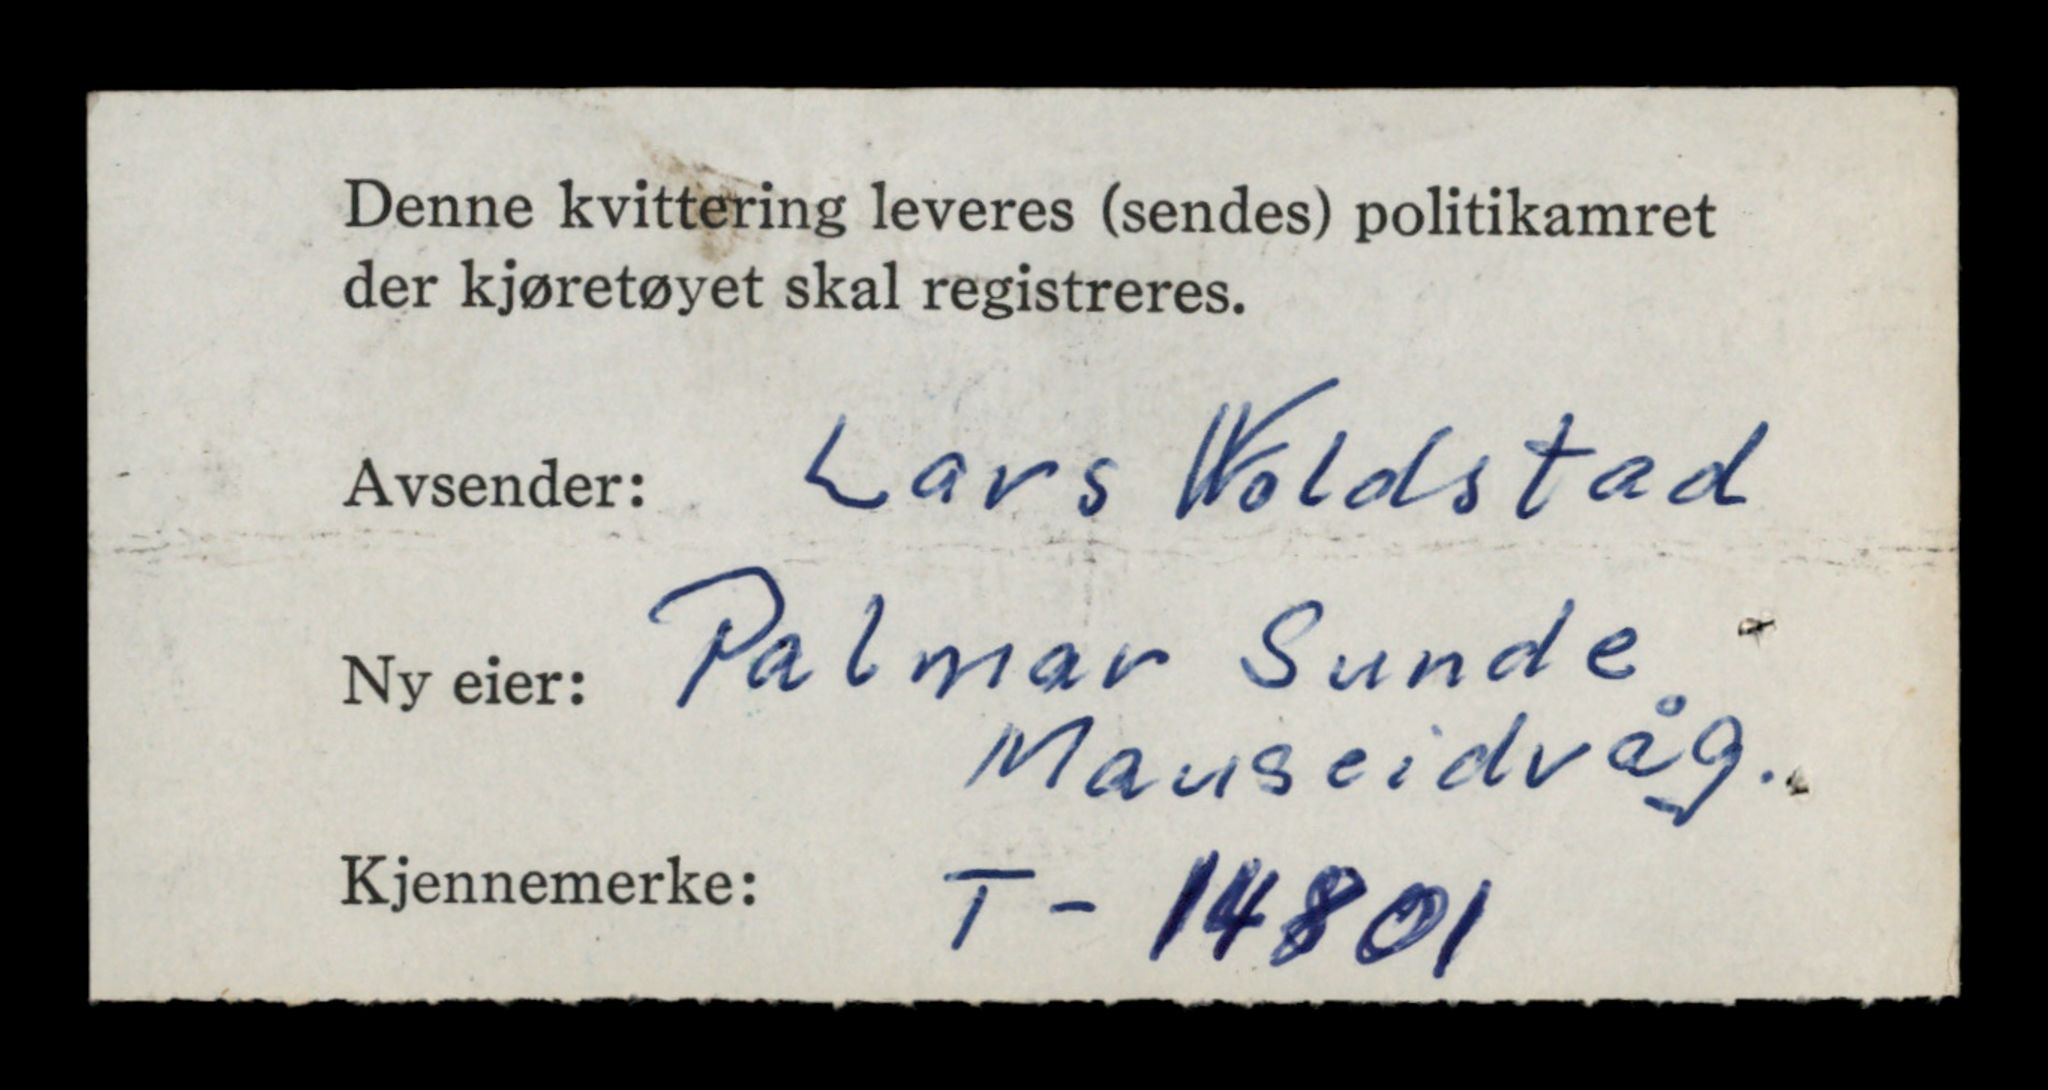 Denne kvittering leveres (sendes) politikamret
der kjøretøyet skal registreres.
Avsender: Lars Woldstad
Ny eier: Palmar Sunde
Mauseidvåg.
Kjennemerke: T - 14801